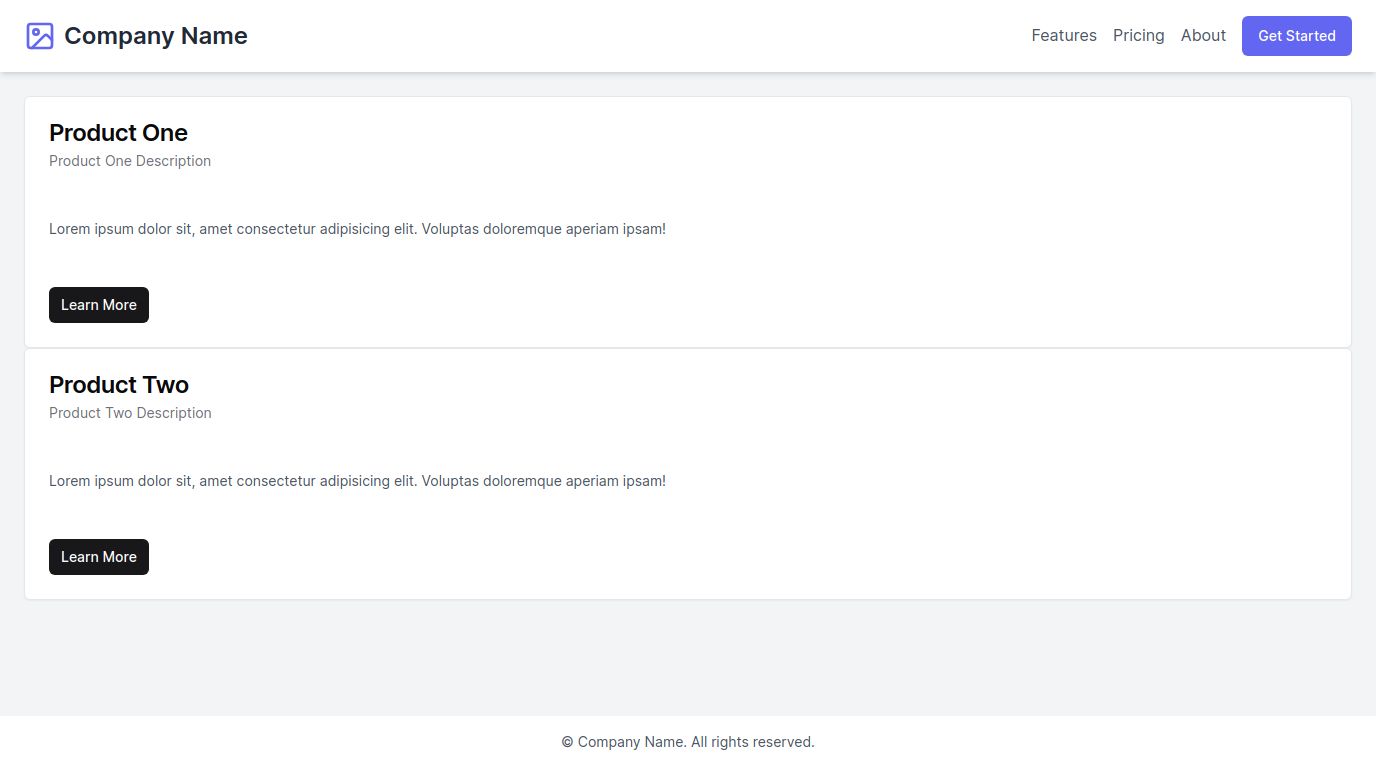 Company Name
Features Pricing About Get Started
Product One
Product One Description
Lorem ipsum dolor sit, amet consectetur adipisicing elit. Voluptas doloremque aperiam ipsam!
Learn More
Product Two
Product Two Description
Lorem ipsum dolor sit, amet consectetur adipisicing elit. Voluptas doloremque aperiam ipsam!
Learn More
© Company Name. All rights reserved.